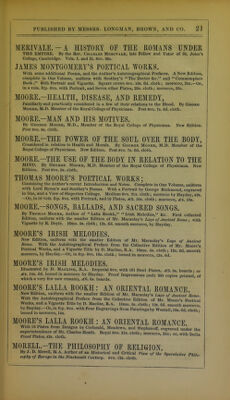 PUBLISHED BY MESSRS. LONGMAN, BROWN, AND CO. 21
MERIVALE. — A HISTORY OF THE ROMANS UNDER
THE EMPIRE. By the Rev. CHARLES MERIVALE, late Fellow and Tutor of St. John's
College, Cambridge. Vols. I. and II. 8vo. 28s.
JAMES MONTGOMERY'S POETICAL WORKS.
With some additional Poems, and the Author's Autobiographical Prefaces. A New Edition,
complete in One Volume, uniform with Southey's "The Doctor &c." and "Commonplace
Book;" With Portrait and Vignette. Square crown 8vo. 10s. 6d. cloth; morocco, 21s.—Or,
in 4 vols. fcp. 8vo. with Portrait, and Seven other Plates, 20s. cloth; morocco, 36s.
MOORE.—HEALTH, DISEASE, AND REMEDY,
Familiarly and practically considered in a few of their relations to the Blood. By GEORGE
MOORE, M.D. Member of the Royal College of Physicians. Post 8vo. 7s. 6d. cloth.
MOORE.—MAN AND HIS MOTIVES.
By GEORGE MOORE, M.D., Member of the Royal College of Physicians. New Edition.
Post 8vo. 8s. cloth.
MOORE.—THE POWER OF THE SOUL OVER THE BODY,
Considered in relation to Health and Morals. By GEORGE MOORE, M.D. Member of the
Royal College of Physicians. New Edition. Post 8vo. 7s. 6d. cloth.
MOORE.—THE USE OF THE BODY IN RELATION TO THE
MIND. By GEORGE MOORE, M.D. Member of the Royal College of Physicians. New
Edition. Post 8vo. 9s. cloth.
THOMAS MOORE'S POETICAL WORKS;
Containing the Author's recent Introduction and Notes. Complete in One Volume, uniform
with Lord Byron's and Southey's Poems. With a Portrait by George Richmond, engraved
in line, and a View of Sloperton Cottage. Medium 8vo. 21s. cloth; morocco by Hayday, 42s.
—Or, in 10 vols. fcp. 8vo. with Portrait, and 19 Plates, £2. 10s. cloth; morocco, £4. 10s.
MOORE.—SONGS, BALLADS, AND SACRED SONGS.
By THOMAS MOORE, Author of "Lalla Rookh," "Irish Melodies," &c. First collected
Edition, uniform with the smaller Edition of Mr. Macaulay's Lays of Ancient Rome; with
Vignette by R. Doyle. 16mo. 5s. cloth; 12s. 6d. smooth morocco, by Hayday.
MOORE'S IRISH MELODIES.
New Edition, uniform with the smaller Edition of Mr. Macaulay's Lays of Ancient
Rome. With the Autobiographical Preface from the Collective Edition of Mr. Moore's
Poetical Works, and a Vignette Title by D. Maclise, R.A. 16mo. 5s. cloth; 12s. 6d. smooth
morocco, by Hayday.—Or, in fcp. 8vo. 10s. cloth; bound in morocco, 13s. 6d.
MOORE'S IRISH MELODIES.
Illustrated by D. MACLISE, R.A. Imperial 8vo. with 161 Steel Plates, £3. 3s. boards; or
£4. 14s. 6d. bound in morocco by Hayday. Proof Impressions (only 200 copies printed, of
which a very few now remain), £6. 6s. boards.
MOORE'S LALLA ROOKH: AN ORIENTAL ROMANCE.
New Edition, uniform with the smaller Edition of Mr. Macaulay's Lays of Ancient Rome.
With the Autobiographical Preface from the Collective Edition of Mr. Moore's Poetical
Works, and a Vignette Title by D. Maclise, R.A. 16mo. 5s. cloth; 12s. 6d. smooth morocco,
by Hayday.—Or, in fcp. 8vo. with Four Engravings from Paintings by Westall, 10s. 6d. cloth;
bound in morocco, 14s.
MOORE'S LALLA ROOKH: AN ORIENTAL ROMANCE.
With 13 Plates from Designs by Corbould, Meadows, and Stephanoff, engraved under the
superintendence of Mr. Charles Heath. Royal 8vo. 21s. cloth; morocco, 35s.; or, with India
Proof Plates, 42s. cloth.
MORELL.—THE PHILOSOPHY OF RELIGION.
By J. D. MORELL, M.A. Author of an Historical and Critical View of the Speculative Philo-
sophy of Europe in the Nineteenth Century. 8vo. 12s. cloth.